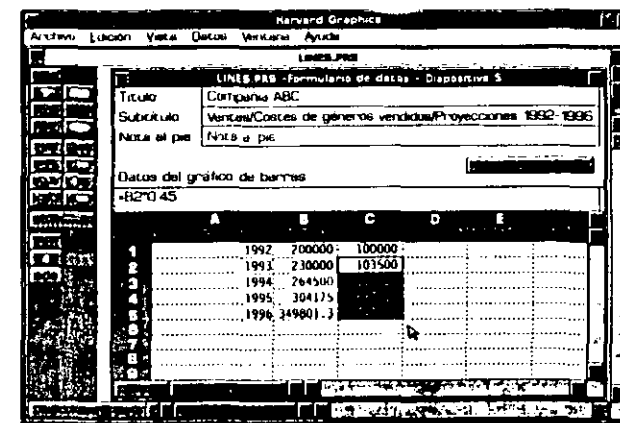 Harvard Graphics
Archivo Edición Vista Datos Ventana Ayuda
LINES.PRS
LINES.PRS -Formulario de datos - Diapositiva 5
Título Compañía ABC
Subtítulo Ventas/Costes de géneros vendidos/Proyecciones 1992-1996
Nota al pie Nota al pie
Datos del gráfico de barras
=B2*0.45
A B C D E
1 1992 200000 100000
2 1993 230000 103500
3 1994 264500
4 1995 304175
5 1996 349801.3
6
7
8
9